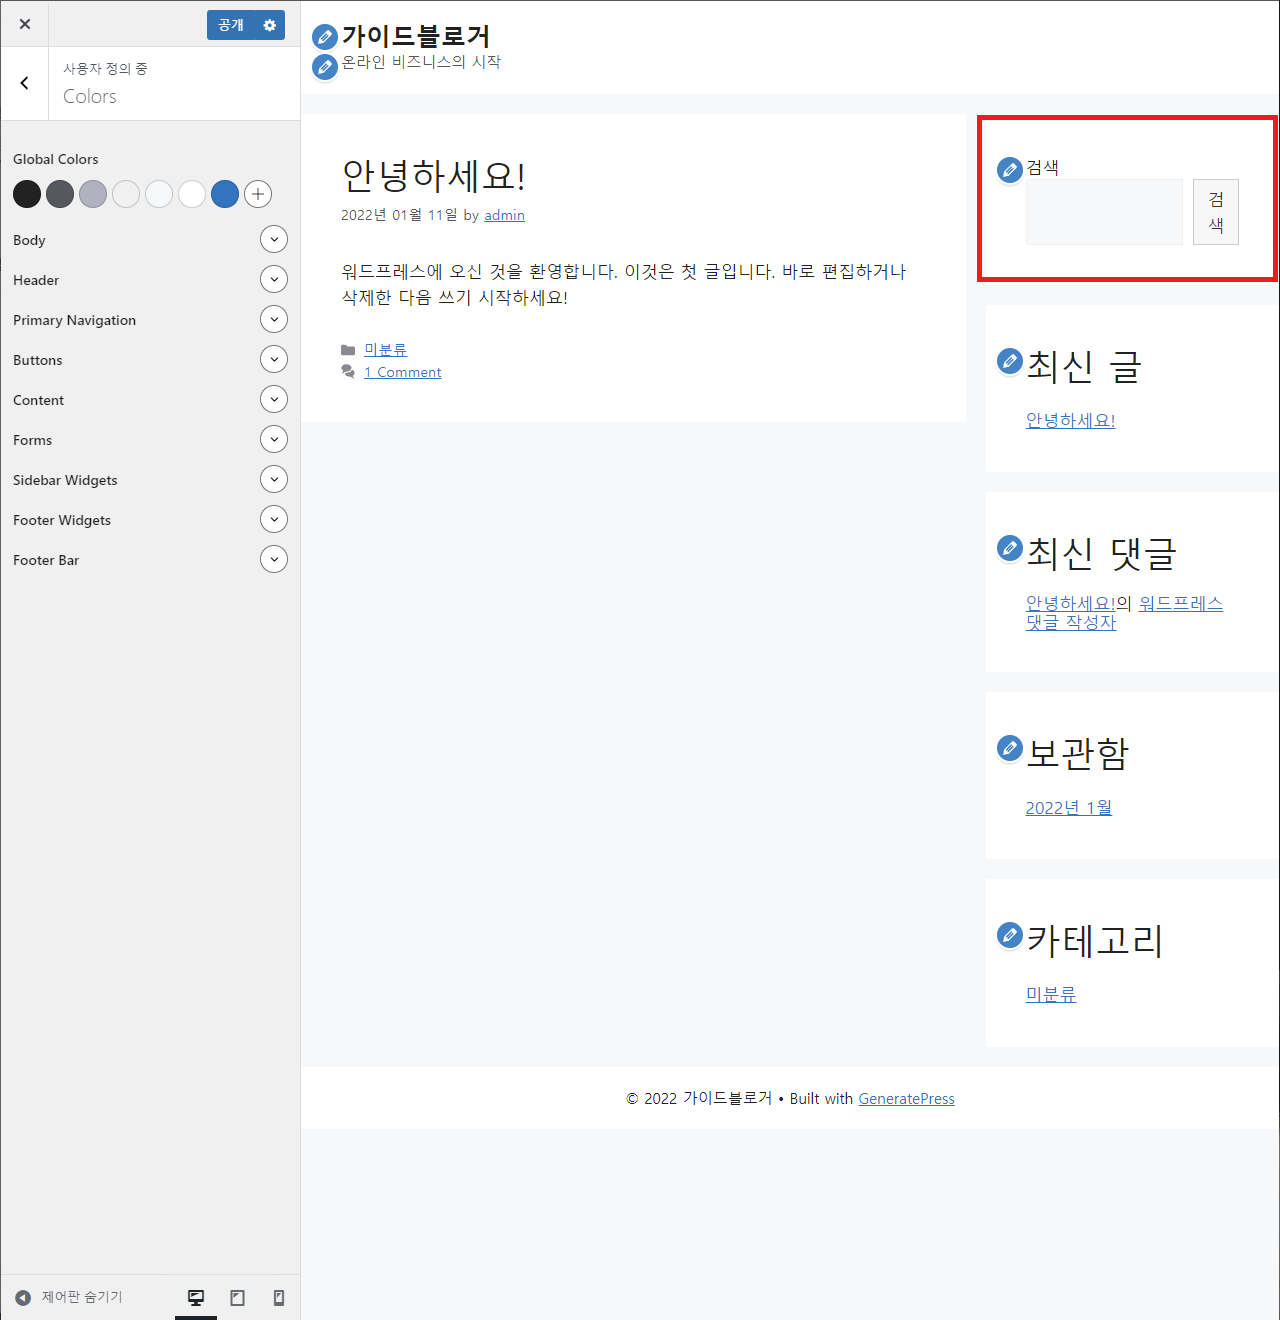 공개
사용자 정의 중
Colors
Global Colors
Body
Header
Primary Navigation
Buttons
Content
Forms
Sidebar Widgets
Footer Widgets
Footer Bar
제어판 숨기기
가이드블로거
온라인 비즈니스의 시작
안녕하세요!
2022년 01월 11일 by admin
워드프레스에 오신 것을 환영합니다. 이것은 첫 글입니다. 바로 편집하거나
삭제한 다음 쓰기 시작하세요!
미분류
1 Comment
검색
검
색
최신 글
안녕하세요!
최신 댓글
안녕하세요!의 워드프레스
댓글 작성자
보관함
2022년 1월
카테고리
미분류
© 2022 가이드블로거 • Built with GeneratePress